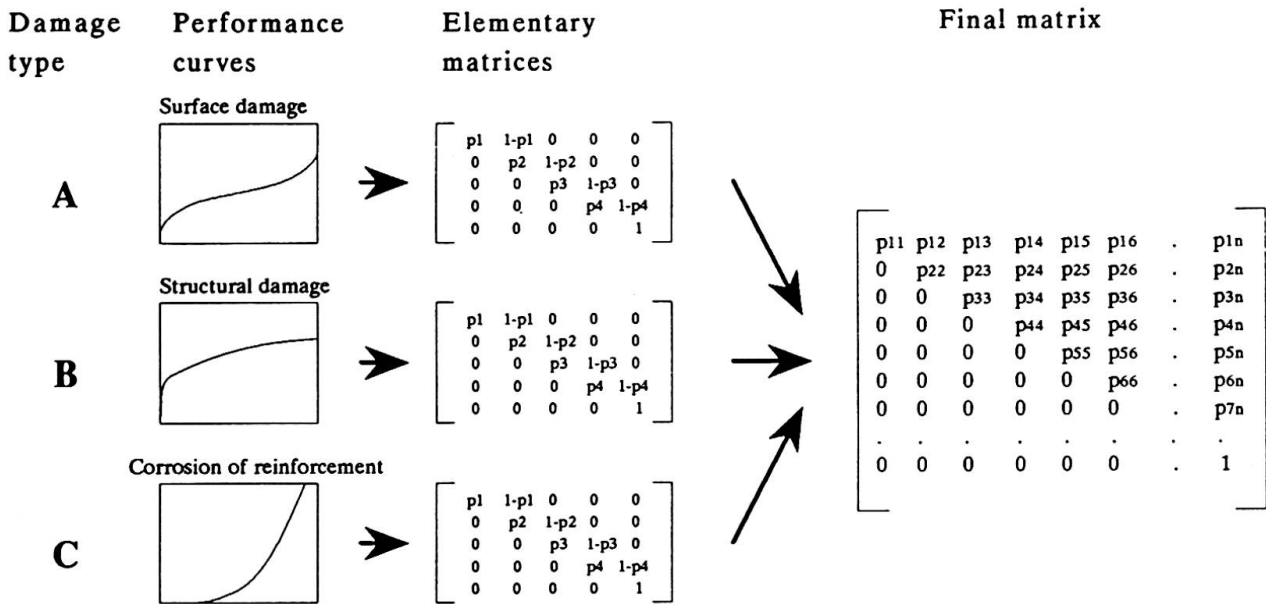 Damage type
Performance curves
Elementary matrices
Final matrix
A
Surface damage
p1 1-p1 0 0 0
0 p2 1-p2 0 0
0 0 p3 1-p3 0
0 0 0 p4 1-p4
0 0 0 0 1
B
Structural damage
p1 1-p1 0 0 0
0 p2 1-p2 0 0
0 0 p3 1-p3 0
0 0 0 p4 1-p4
0 0 0 0 1
C
Corrosion of reinforcement
p1 1-p1 0 0 0
0 p2 1-p2 0 0
0 0 p3 1-p3 0
0 0 0 p4 1-p4
0 0 0 0 1
p11 p12 p13 p14 p15 p16 . p1n
0 p22 p23 p24 p25 p26 . p2n
0 0 p33 p34 p35 p36 . p3n
0 0 0 p44 p45 p46 . p4n
0 0 0 0 p55 p56 . p5n
0 0 0 0 0 p66 . p6n
0 0 0 0 0 0 . p7n
. . . . . . . .
0 0 0 0 0 0 . 1